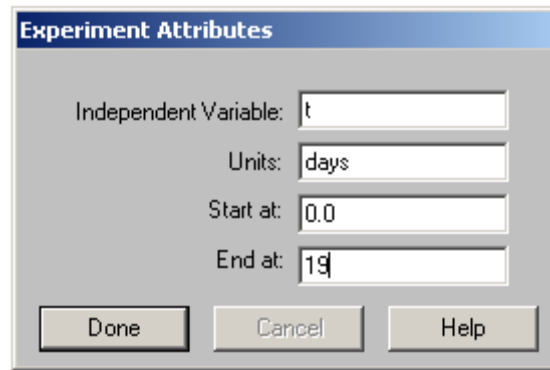 Experiment Attributes
Independent Variable: t
Units: days
Start at: 0.0
End at: 19
Done Cancel Help